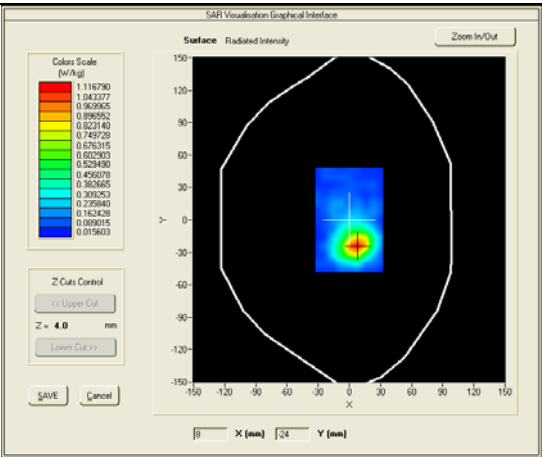 SAR Visualisation Graphical Interface
Surface Radiated Intensity
Zoom In/Out
Colors Scale
(W/kg)
1.116790
1.043377
0.969965
0.896552
0.823140
0.749728
0.676315
0.602903
0.529490
0.456078
0.382665
0.309253
0.235840
0.162428
0.089015
0.015603
Z-Cuts Control
<< Upper Cut
Z = 4.0 mm
Lower Cut >>
SAVE Cancel
150
120
90
60
30
0
-30
-60
-90
-120
-150
Y
-150 -120 -90 -60 -30 0 30 60 90 120 150
X
8 X (mm) -24 Y (mm)